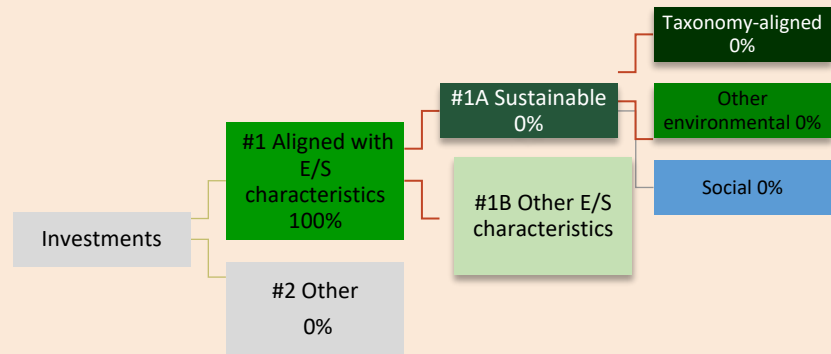 Investments
#1 Aligned with
E/S
characteristics
100%
#2 Other
0%
#1A Sustainable
0%
#1B Other E/S
characteristics
Taxonomy-aligned
0%
Other
environmental 0%
Social 0%